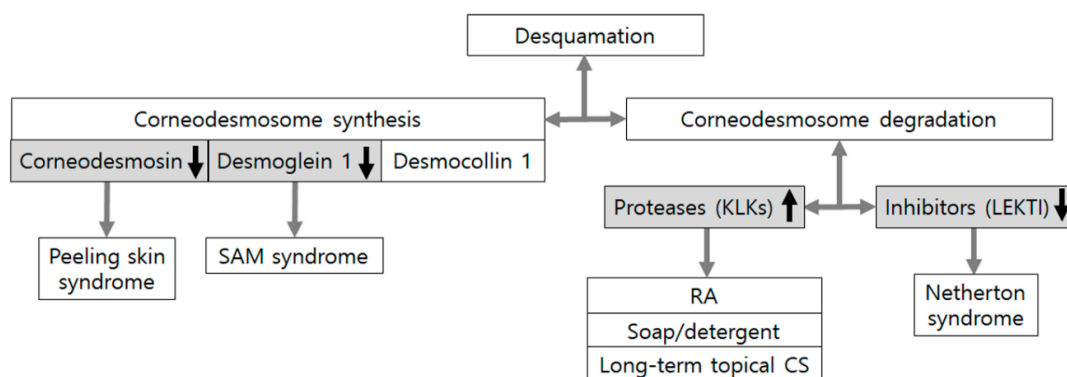 Desquamation
Corneodesmosome synthesis
Corneodesmosome degradation
Corneodesmosin
Desmoglein 1
Desmocollin 1
Proteases (KLKs)
Inhibitors (LEKTI)
Peeling skin
syndrome
SAM syndrome
RA
Soap/detergent
Long-term topical CS
Netherton
syndrome